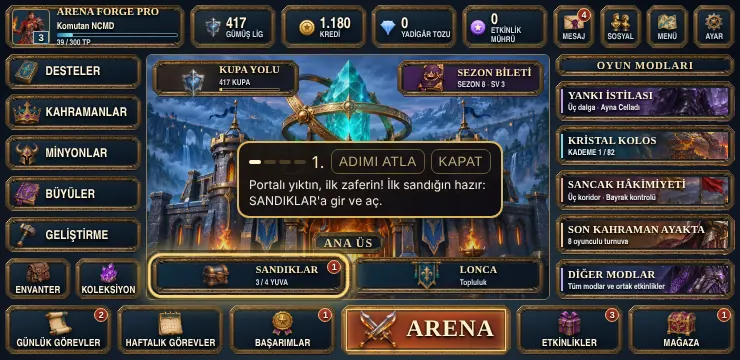 ARENA FORGE PRO
Komutan NCMD
3
39 / 300 TP
417
GÜMÜŞ LİG
1.180
KREDİ
0
YADİGÂR TOZU
0
ETKİNLİK
MÜHRÜ
4
MESAJ
SOSYAL
MENÜ
AYAR
DESTELER
KAHRAMANLAR
MİNYONLAR
BÜYÜLER
GELİŞTİRME
ENVANTER
KOLEKSİYON
KUPA YOLU
417 KUPA
SEZON BİLETİ
SEZON 8 · SV 3
1.
ADIMI ATLA
KAPAT
Portalı yıktın, ilk zaferin! İlk sandığın hazır:
SANDIKLAR'a gir ve aç.
ANA ÜS
SANDIKLAR
1
3 / 4 YUVA
LONCA
Topluluk
OYUN MODLARI
YANKI İSTİLASI
Üç dalga · Ayna Celladı
KRİSTAL KOLOS
KADEME 1 / 82
SANCAK HÂKİMİYETİ
Üç koridor · Bayrak kontrolü
SON KAHRAMAN AYAKTA
8 oyunculu turnuva
DİĞER MODLAR
Tüm modlar ve ortak etkinlikler
2
GÜNLÜK GÖREVLER
HAFTALIK GÖREVLER
1
BAŞARIMLAR
ARENA
3
ETKİNLİKLER
1
MAĞAZA